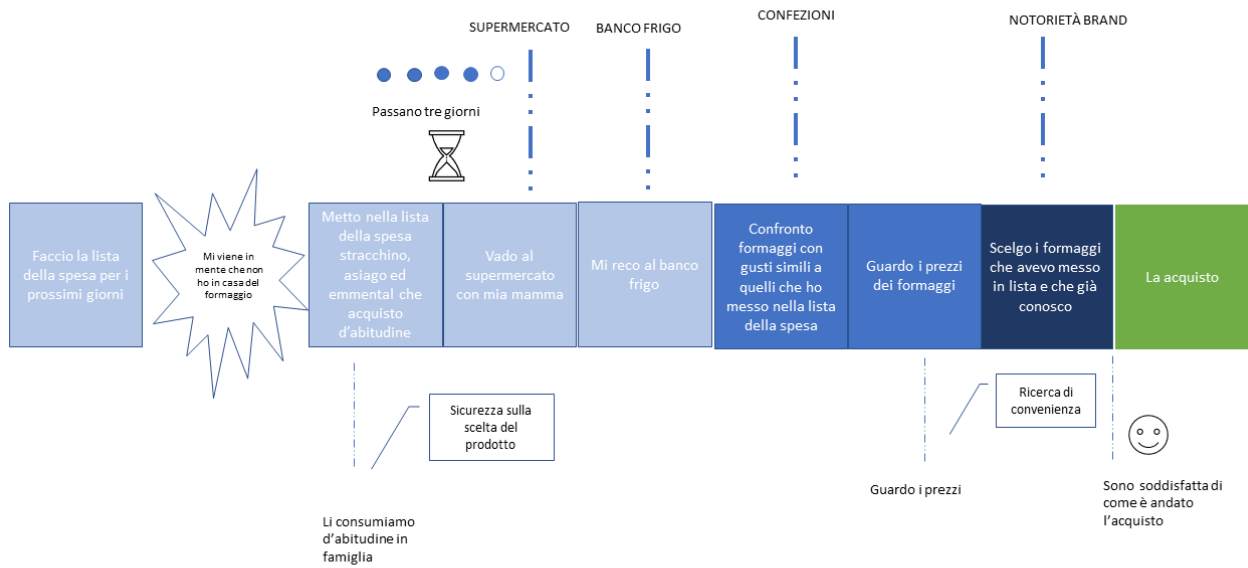 SUPERMERCATO
BANCO FRIGO
CONFEZIONI
NOTORIETÀ BRAND
Passano tre giorni
Faccio la lista
della spesa per i
prossimi giorni
Mi viene in
mente che non
ho in casa del
formaggio
Metto nella lista
della spesa
stracchino,
asiago ed
emmental che
acquisto
d’abitudine
Vado al
supermercato
con mia mamma
Mi reco al banco
frigo
Confronto
formaggi con
gusti simili a
quelli che ho
messo nella lista
della spesa
Guardo i prezzi
dei formaggi
Scelgo i formaggi
che avevo messo
in lista e che già
conosco
La acquisto
Sicurezza sulla
scelta del
prodotto
Ricerca di
convenienza
Li consumiamo
d’abitudine in
famiglia
Guardo i prezzi
Sono soddisfatta di
come è andato
l’acquisto